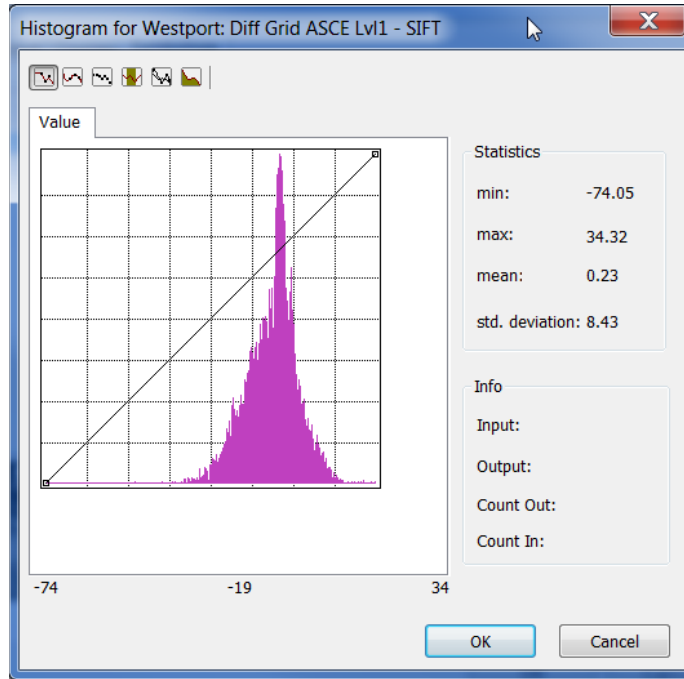 Histogram for Westport: Diff Grid ASCE Lvl1 - SIFT
Value
Statistics
min: -74.05
max: 34.32
mean: 0.23
std. deviation: 8.43
Info
Input:
Output:
Count Out:
Count In:
-74 -19 34
OK Cancel